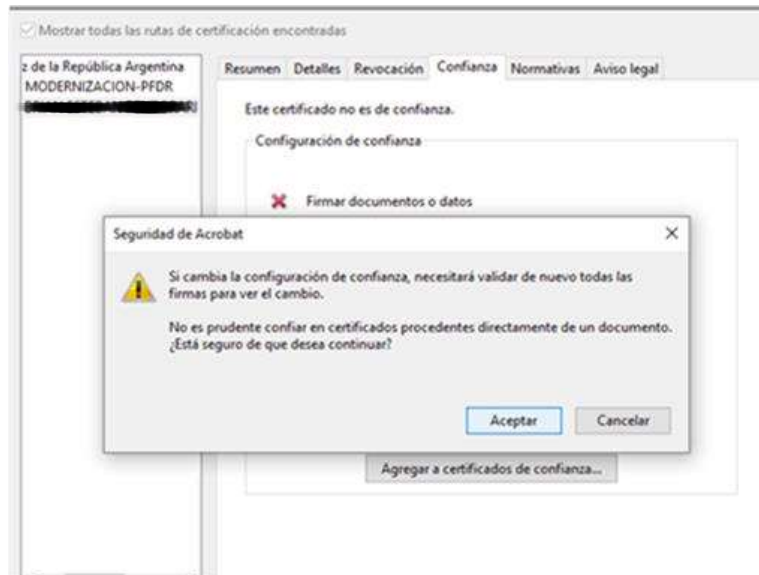 Mostrar todas las rutas de certificación encontradas
z de la República Argentina
MODERNIZACION-PFDR
Resumen Detalles Revocación Confianza Normativas Aviso legal
Este certificado no es de confianza.
Configuración de confianza
Firmar documentos o datos
Seguridad de Acrobat
Si cambia la configuración de confianza, necesitará validar de nuevo todas las
firmas para ver el cambio.
No es prudente confiar en certificados procedentes directamente de un documento.
¿Está seguro de que desea continuar?
Aceptar Cancelar
Agregar a certificados de confianza...